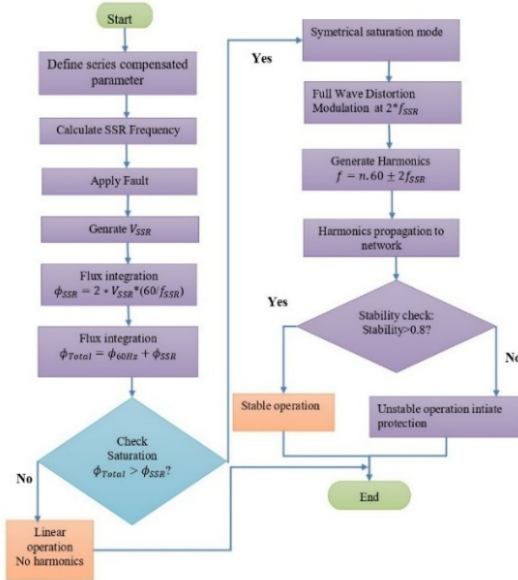 Start
Define series compensated
parameter
Calculate SSR Frequency
Apply Fault
Genrate V_SSR
Flux integration
ϕ_SSR = 2 * V_SSR*(60/f_SSR)
Flux integration
ϕ_Total = ϕ_60Hz + ϕ_SSR
Check
Saturation
ϕ_Total > ϕ_SSR?
No
Linear
operation
No harmonics
Yes
Symetrical saturation mode
Full Wave Distortion
Modulation at 2*f_SSR
Generate Harmonics
f = n.60 ± 2f_SSR
Harmonics propagation to
network
Stability check:
Stability>0.8?
Yes
Stable operation
No
Unstable operation intiate
protection
End